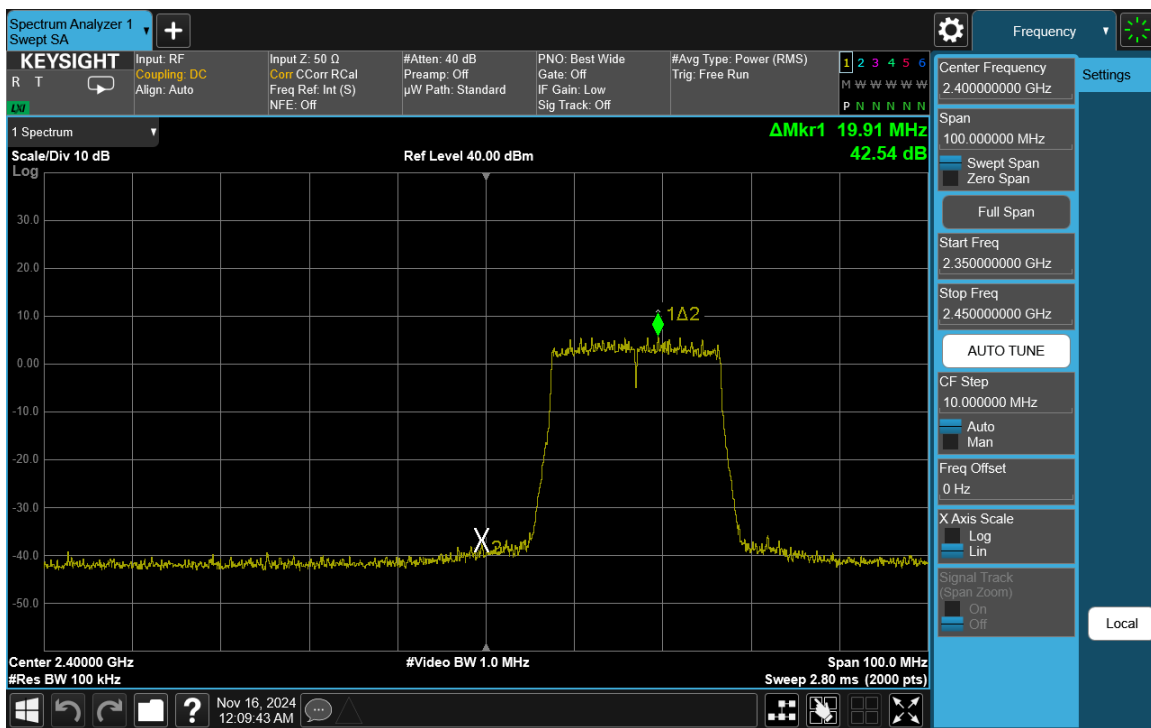 Spectrum Analyzer 1
Swept SA
Frequency
KEYSIGHT
R T
LXI
Input: RF
Coupling: DC
Align: Auto
Input Z: 50 Ω
Corr CCorr RCal
Freq Ref: Int (S)
NFE: Off
#Atten: 40 dB
Preamp: Off
µW Path: Standard
PNO: Best Wide
Gate: Off
IF Gain: Low
Sig Track: Off
#Avg Type: Power (RMS)
Trig: Free Run
1 2 3 4 5 6
M W W W W W
P N N N N N
1 Spectrum
Scale/Div 10 dB
Ref Level 40.00 dBm
ΔMkr1 19.91 MHz
42.54 dB
Log
30.0
20.0
10.0
0.00
-10.0
-20.0
-30.0
-40.0
-50.0
1Δ2
X
Center 2.40000 GHz
#Res BW 100 kHz
#Video BW 1.0 MHz
Span 100.0 MHz
Sweep 2.80 ms (2000 pts)
Center Frequency
2.400000000 GHz
Settings
Span
100.000000 MHz
Swept Span
Zero Span
Full Span
Start Freq
2.350000000 GHz
Stop Freq
2.450000000 GHz
AUTO TUNE
CF Step
10.000000 MHz
Auto
Man
Freq Offset
0 Hz
X Axis Scale
Log
Lin
Signal Track
(Span Zoom)
On
Off
Local
?
Nov 16, 2024
12:09:43 AM